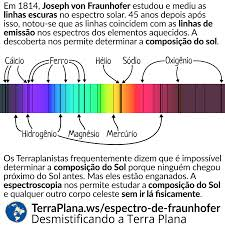 Em 1814, Joseph von Fraunhofer estudou e mediu as
linhas escuras no espectro solar. 45 anos depois após
isso, notou-se que as linhas coincidem com as linhas de
emissão nos espectros dos elementos aquecidos. A
descoberta nos permite determinar a composição do sol.
Cálcio Ferro Hélio Sódio Oxigênio
Hidrogênio Magnésio Mercúrio
Os Terraplanistas frequentemente dizem que é impossível
determinar a composição do Sol porque ninguém chegou
próximo do Sol antes. Mas eles estão enganados. A
espectroscopia nos permite estudar a composição do Sol
e qualquer outro corpo celeste sem ir lá fisicamente.
TerraPlana.ws/espectro-de-fraunhofer
Desmistificando a Terra Plana